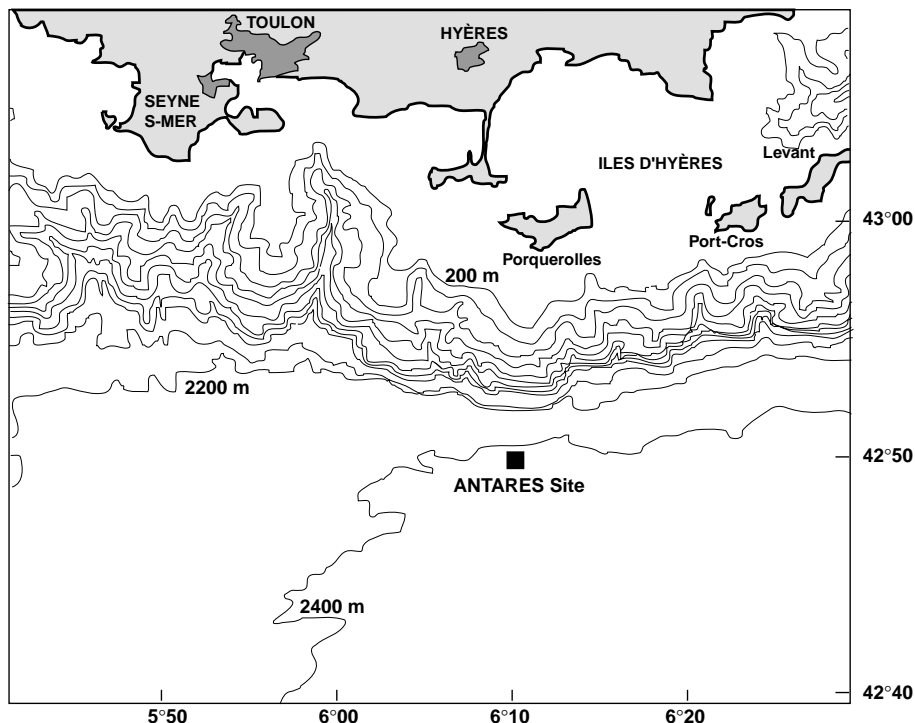 TOULON
HYÈRES
SEYNE
S-MER
ILES D'HYÈRES
Levant
43°00
Port-Cros
Porquerolles
200 m
2200 m
42°50
ANTARES Site
2400 m
42°40
5°50
6°00
6°10
6°20